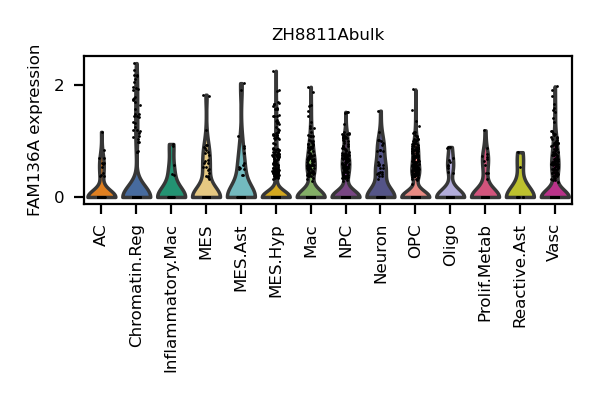 ZH8811Abulk
FAM136A expression
2
0
AC
Chromatin.Reg
Inflammatory.Mac
MES
MES.Ast
MES.Hyp
Mac
NPC
Neuron
OPC
Oligo
Prolif.Metab
Reactive.Ast
Vasc